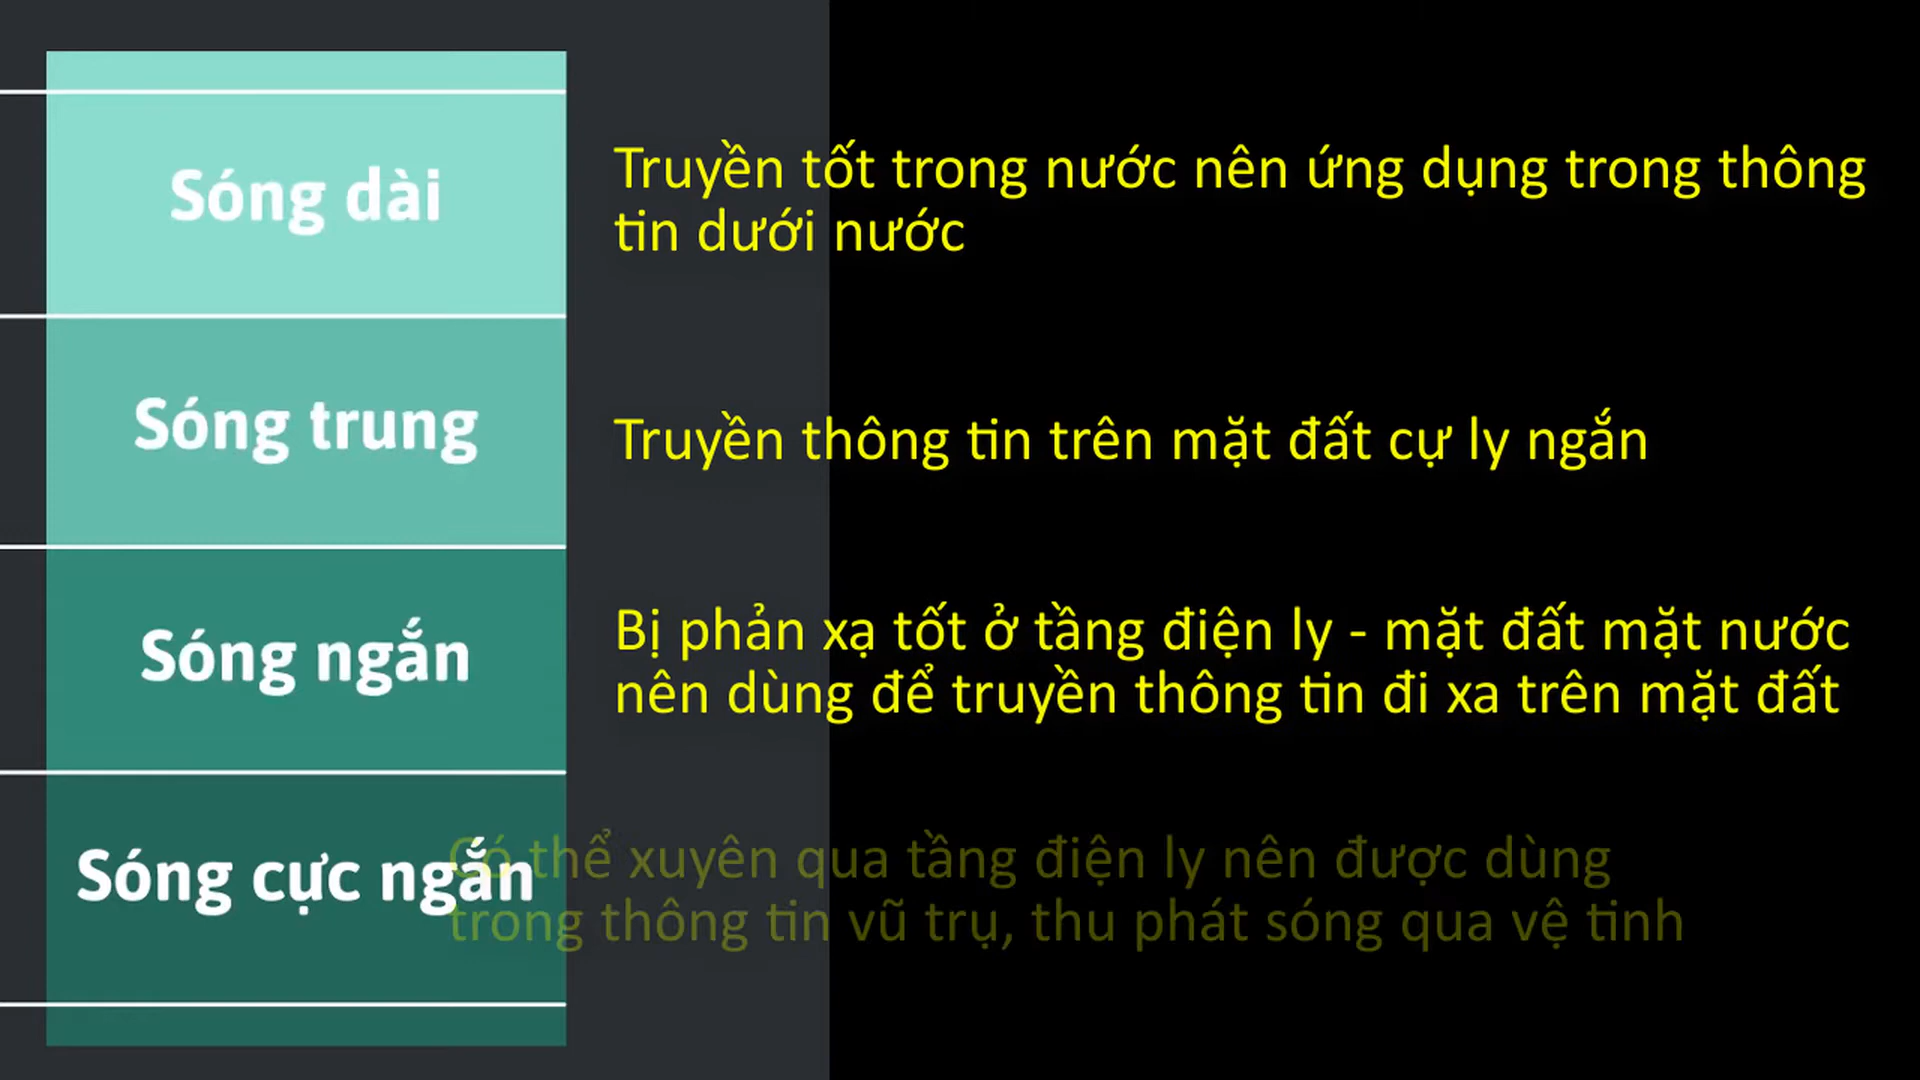 Sóng dài
Truyền tốt trong nước nên ứng dụng trong thông
tin dưới nước
Sóng trung
Truyền thông tin trên mặt đất cự ly ngắn
Sóng ngắn
Bị phản xạ tốt ở tầng điện ly - mặt đất mặt nước
nên dùng để truyền thông tin đi xa trên mặt đất
Sóng cực ngắn
Có thể xuyên qua tầng điện ly nên được dùng
trong thông tin vũ trụ, thu phát sóng qua vệ tinh